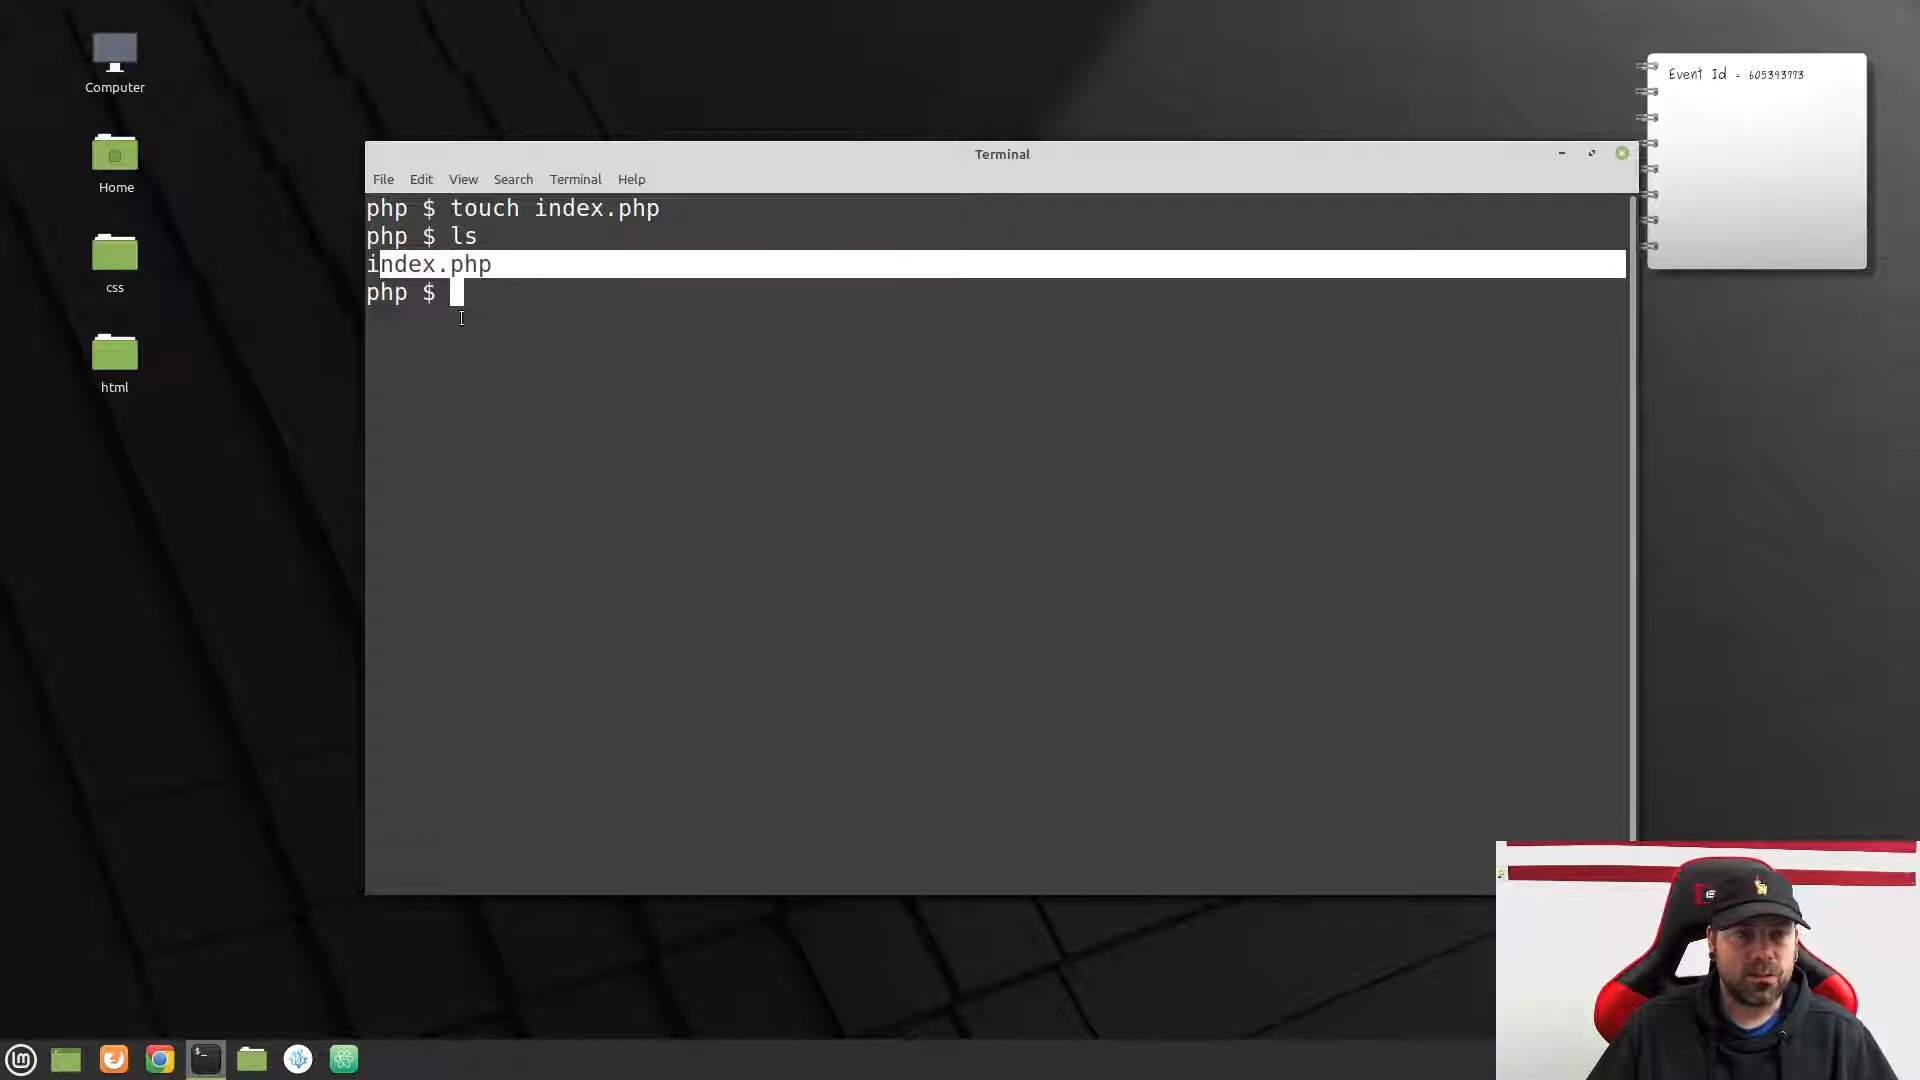 Computer
Home
css
html
Event Id = 605393773
Terminal
File Edit View Search Terminal Help
php $ touch index.php
php $ ls
index.php
php $